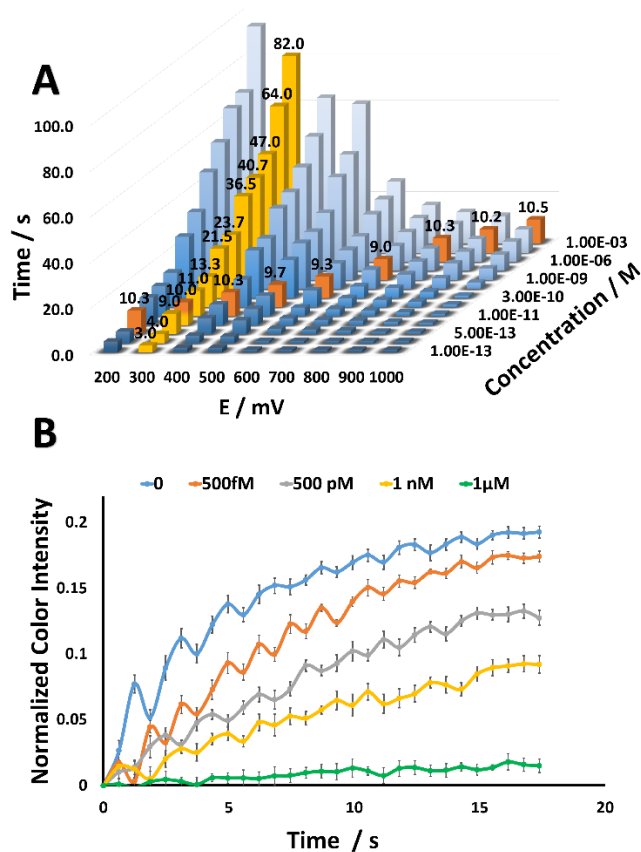 A
82.0
64.0
47.0
40.7
36.5
23.7
21.5
13.3
11.0
10.0
9.0
4.0
3.0
10.3
10.3
9.7
9.3
9.0
10.3
10.2
10.5
100.0
80.0
60.0
40.0
20.0
0.0
Time / s
200 300 400 500 600 700 800 900 1000
E / mV
1.00E-03
1.00E-06
1.00E-09
3.00E-10
1.00E-11
5.00E-13
1.00E-13
Concentration / M
B
0 500fM 500 pM 1 nM 1µM
0.2
0.15
0.1
0.05
0
Normalized Color Intensity
0 5 10 15 20
Time / s